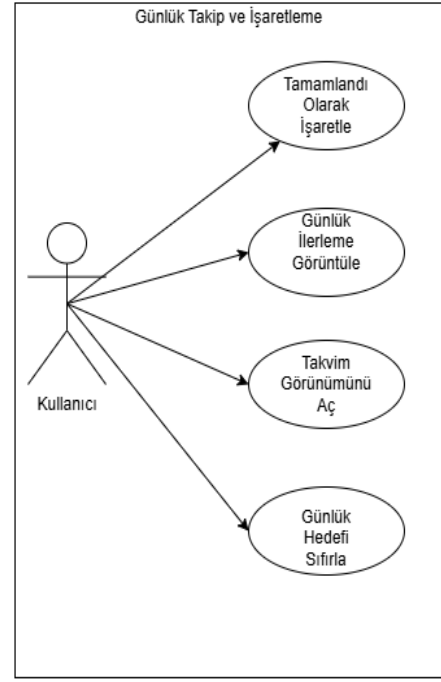 Günlük Takip ve İşaretleme
Tamamlandı
Olarak
İşaretle
Günlük
İlerleme
Görüntüle
Kullanıcı
Takvim
Görünümünü
Aç
Günlük
Hedefi
Sıfırla